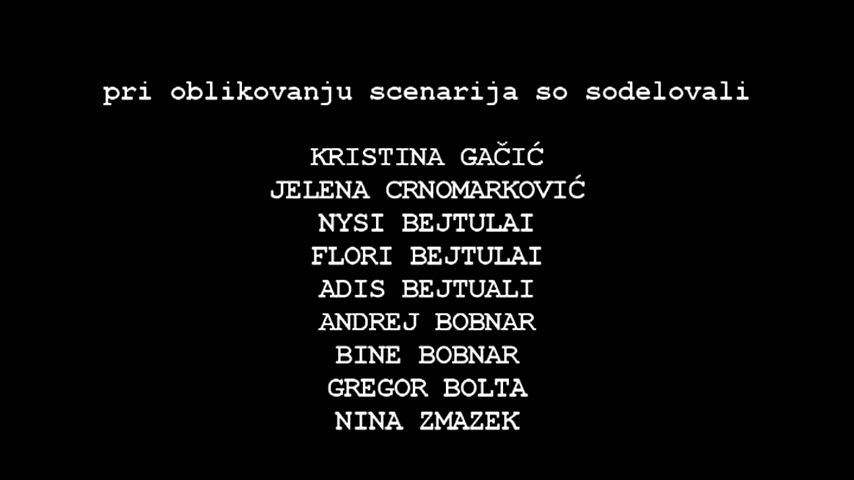 pri oblikovanju scenarija so sodelovali
KRISTINA GAČIĆ
JELENA CRNOMARKOVIĆ
NYSI BEJTULAI
FLORI BEJTULAI
ADIS BEJTUALI
ANDREJ BOBNAR
BINE BOBNAR
GREGOR BOLTA
NINA ZMAZEK